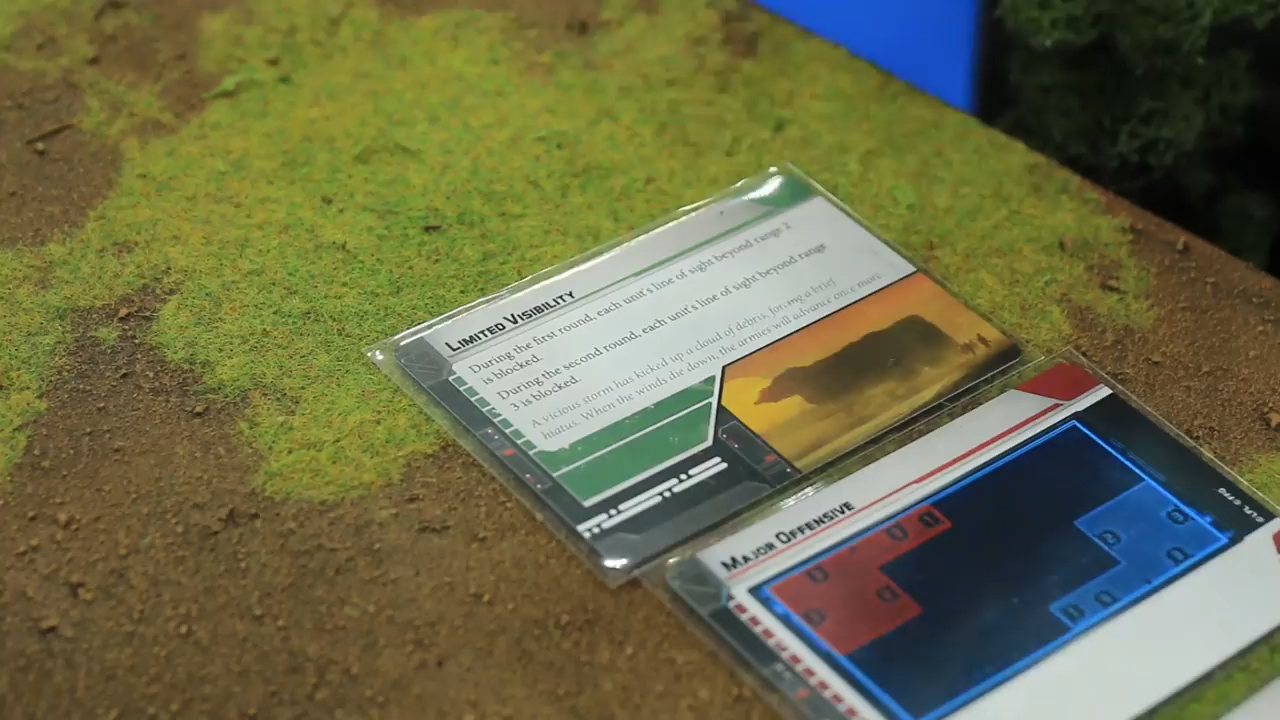 LIMITED VISIBILITY
During the first round, each unit's line of sight beyond range 2
is blocked.
During the second round, each unit's line of sight beyond range
3 is blocked.
A vicious storm has kicked up a cloud of debris, forcing a brief
hiatus. When the winds die down, the armies will advance once more.
MAJOR OFFENSIVE